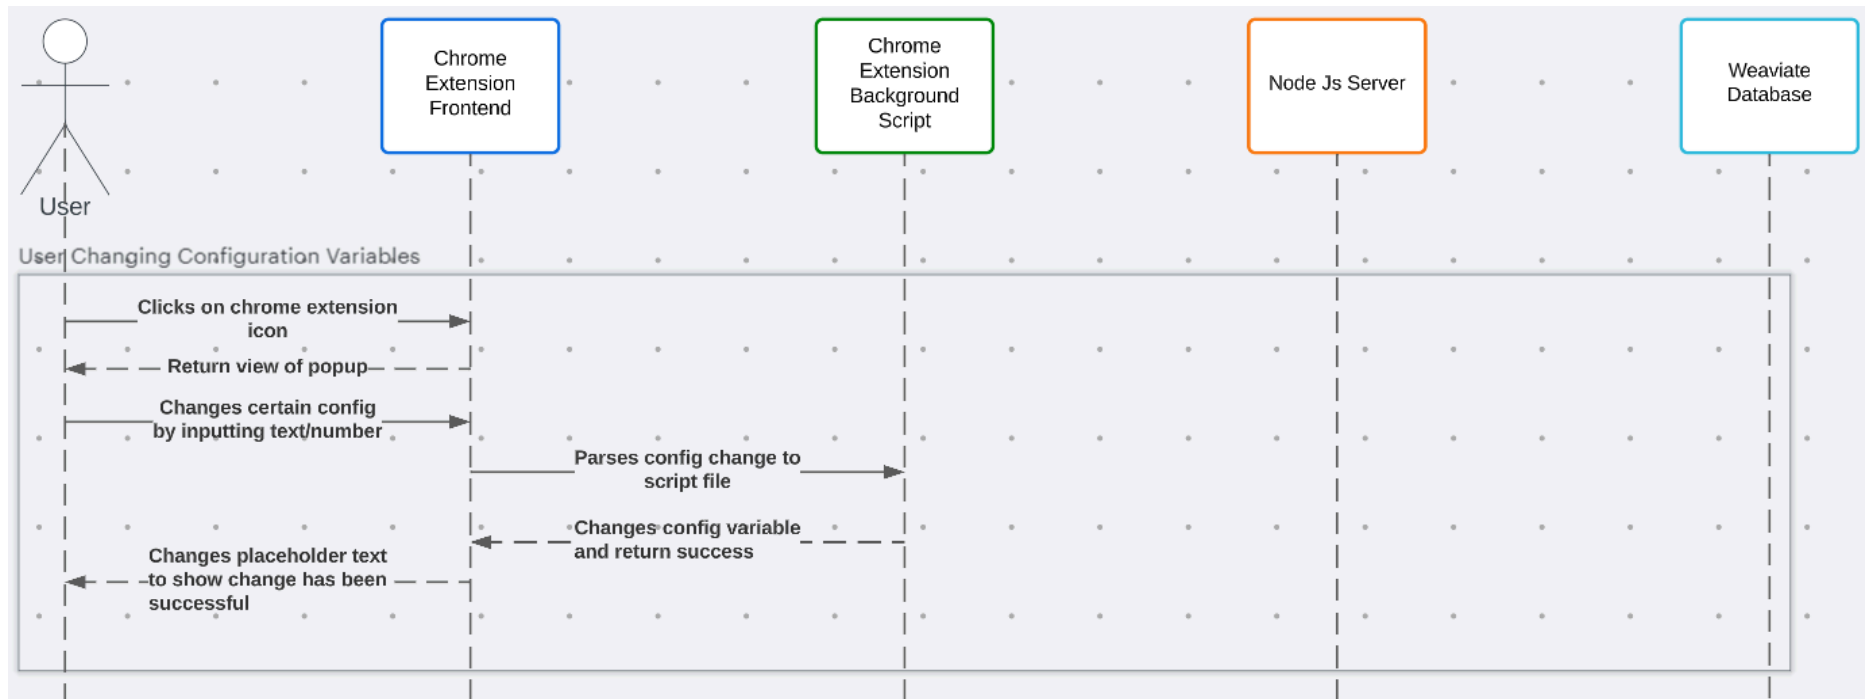 Chrome
Extension
Frontend
Chrome
Extension
Background
Script
Node Js Server
Weaviate
Database
User
User Changing Configuration Variables
Clicks on chrome extension
icon
Return view of popup
Changes certain config
by inputting text/number
Parses config change to
script file
Changes config variable
and return success
Changes placeholder text
to show change has been
successful